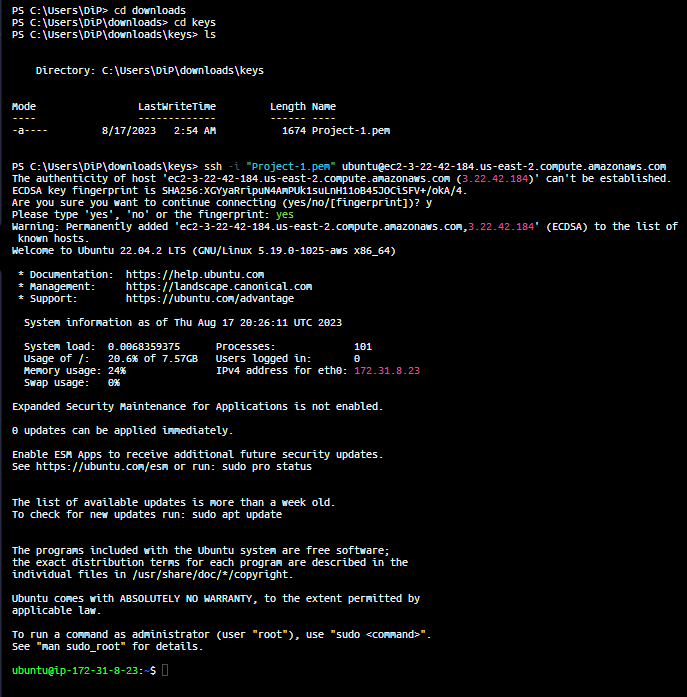 PS C:\Users\DiP> cd downloads
PS C:\Users\DiP\downloads> cd keys
PS C:\Users\DiP\downloads\keys> ls
Directory: C:\Users\DiP\downloads\keys
Mode                 LastWriteTime         Length Name
----                 -------------         ------ ----
-a----         8/17/2023   2:54 AM           1674 Project-1.pem
PS C:\Users\DiP\downloads\keys> ssh -i "Project-1.pem" ubuntu@ec2-3-22-42-184.us-east-2.compute.amazonaws.com
The authenticity of host 'ec2-3-22-42-184.us-east-2.compute.amazonaws.com (3.22.42.184)' can't be established.
ECDSA key fingerprint is SHA256:XGYyaRripuN4AmPUk1suLnH11oB45JOCiSFV+/okA/4.
Are you sure you want to continue connecting (yes/no/[fingerprint])? y
Please type 'yes', 'no' or the fingerprint: yes
Warning: Permanently added 'ec2-3-22-42-184.us-east-2.compute.amazonaws.com,3.22.42.184' (ECDSA) to the list of
known hosts.
Welcome to Ubuntu 22.04.2 LTS (GNU/Linux 5.19.0-1025-aws x86_64)
* Documentation:  https://help.ubuntu.com
* Management:     https://landscape.canonical.com
* Support:        https://ubuntu.com/advantage
System information as of Thu Aug 17 20:26:11 UTC 2023
System load:  0.0068359375      Processes:             101
Usage of /:   20.6% of 7.57GB   Users logged in:       0
Memory usage: 24%               IPv4 address for eth0: 172.31.8.23
Swap usage:   0%
Expanded Security Maintenance for Applications is not enabled.
0 updates can be applied immediately.
Enable ESM Apps to receive additional future security updates.
See https://ubuntu.com/esm or run: sudo pro status
The list of available updates is more than a week old.
To check for new updates run: sudo apt update
The programs included with the Ubuntu system are free software;
the exact distribution terms for each program are described in the
individual files in /usr/share/doc/*/copyright.
Ubuntu comes with ABSOLUTELY NO WARRANTY, to the extent permitted by
applicable law.
To run a command as administrator (user "root"), use "sudo <command>".
See "man sudo_root" for details.
ubuntu@ip-172-31-8-23:~$